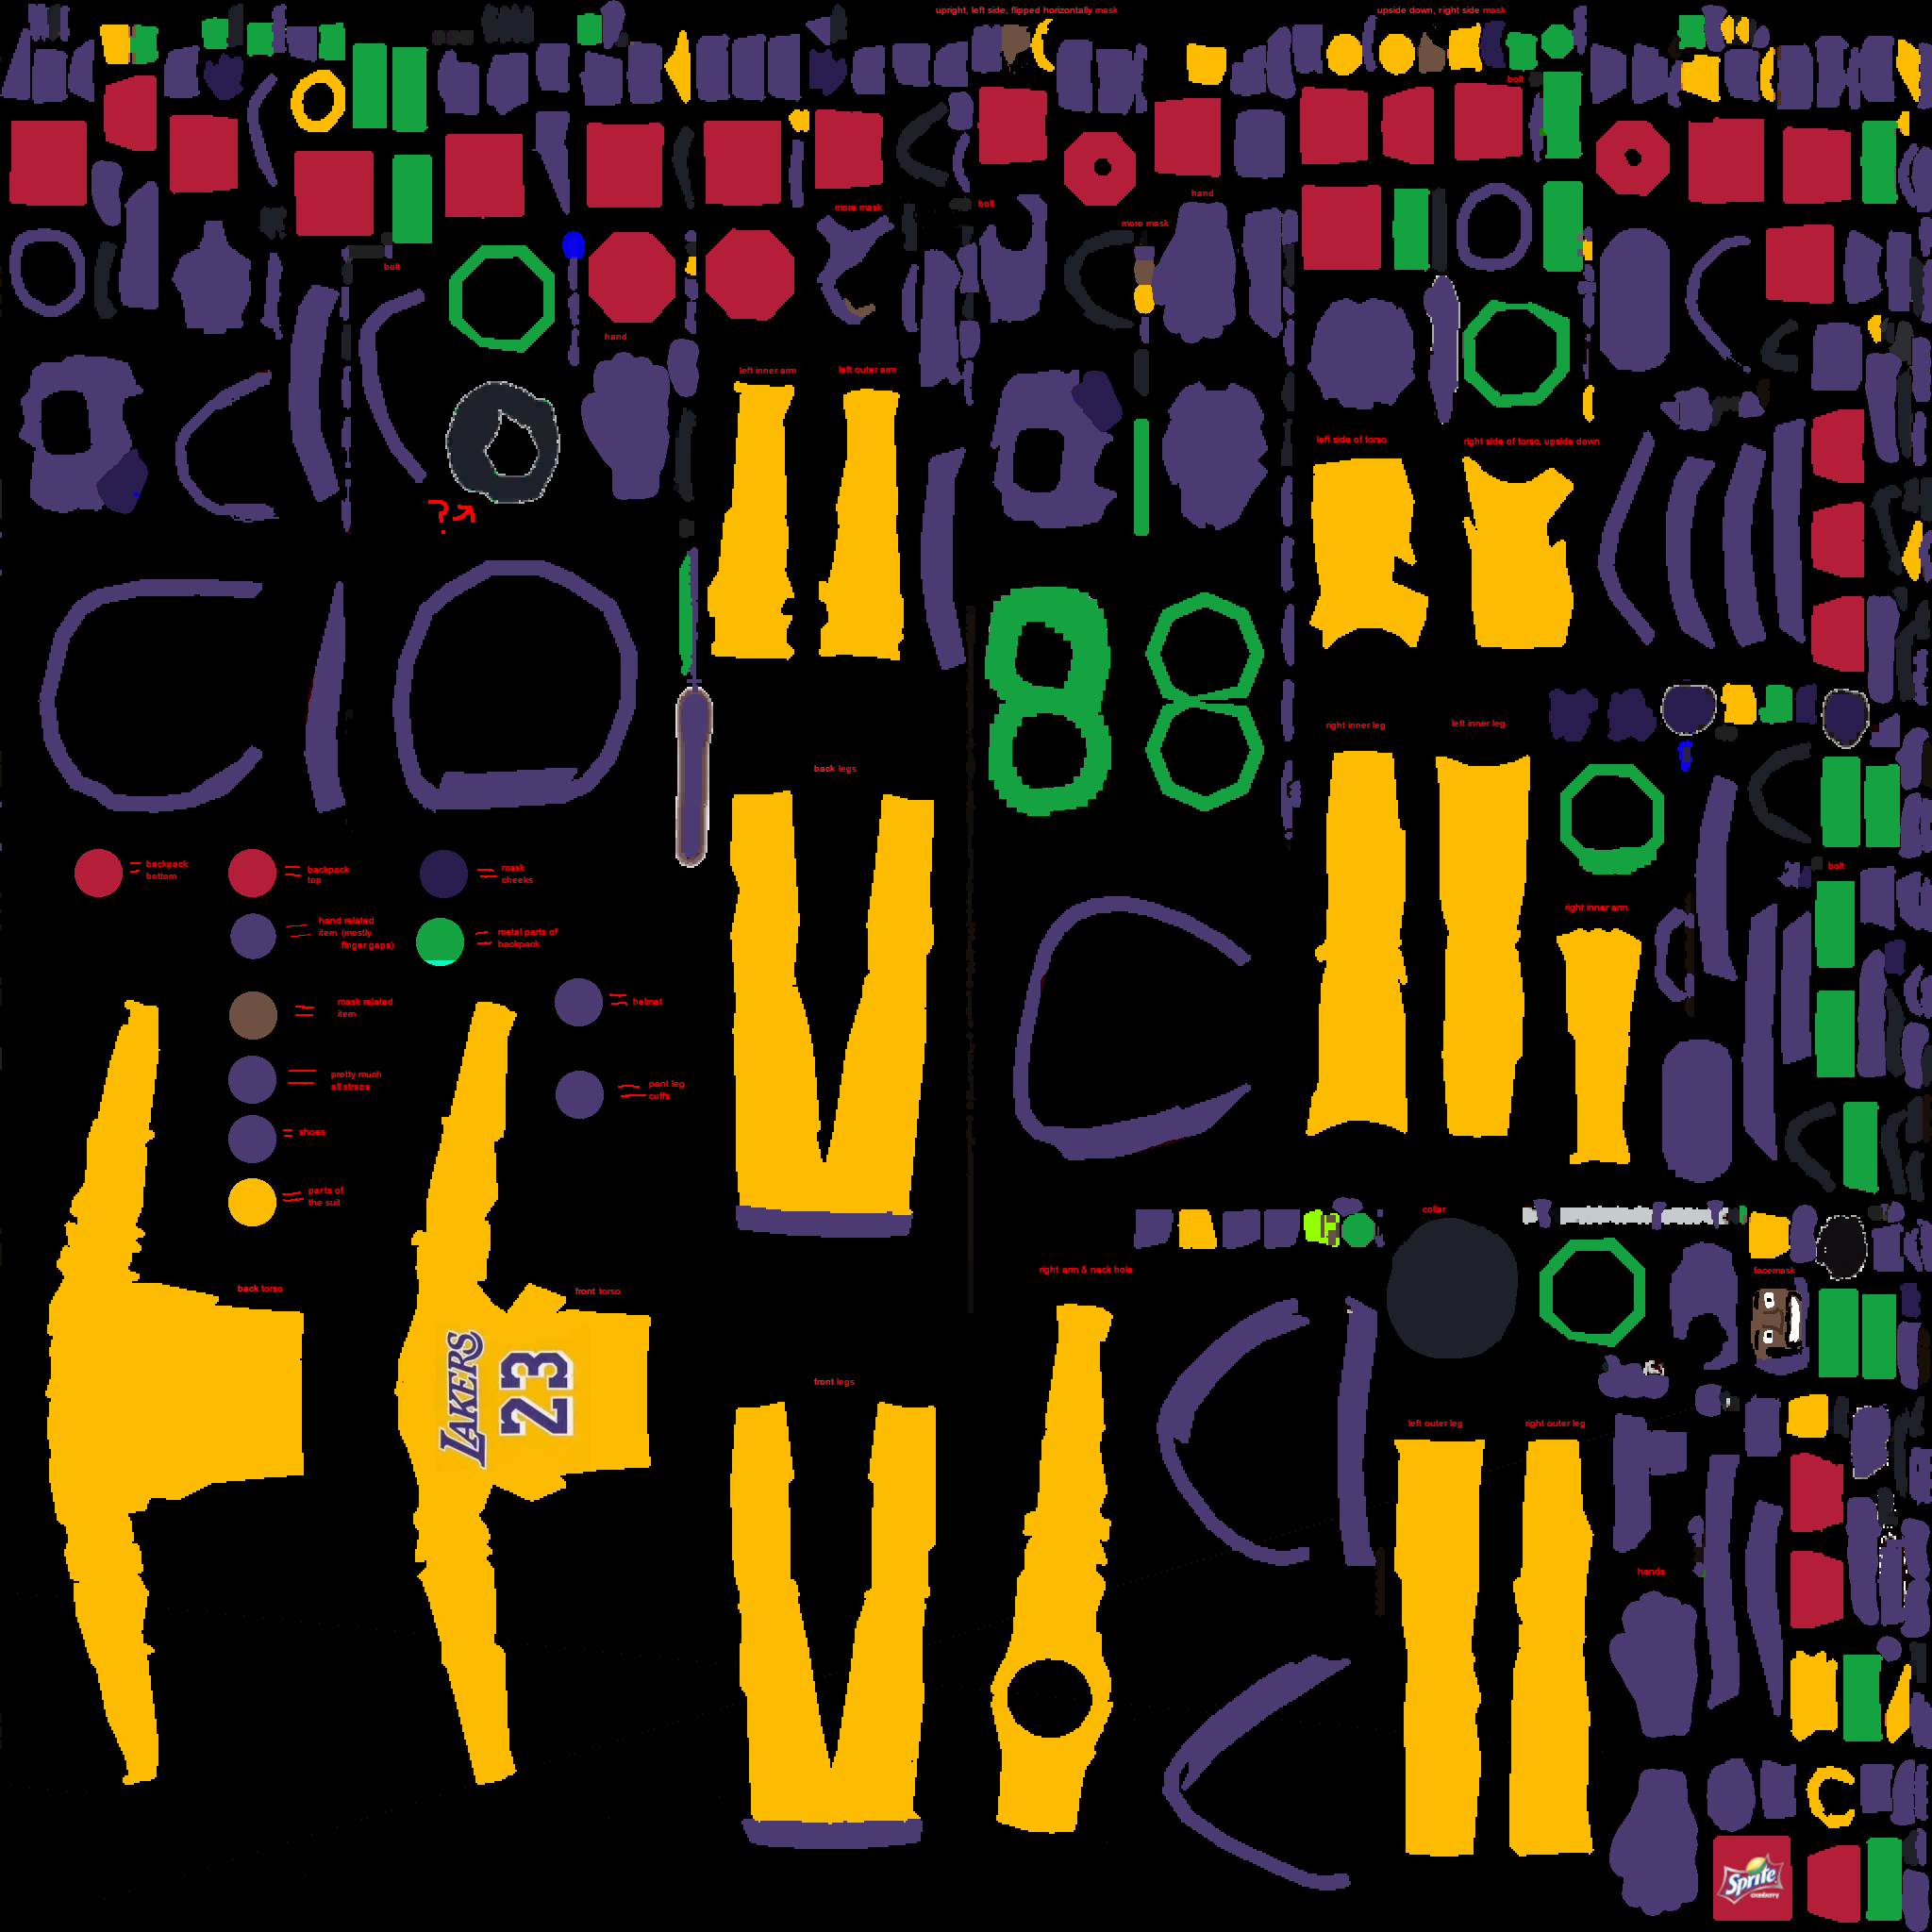 upright, left side, flipped horizontally mask
upside down, right side mask
bolt
hand
more mask
bolt
more mask
bolt
hand
left inner arm
left outer arm
left side of torso
right side of torso, upside down
?
right inner leg
left inner leg
back legs
backpack
bottom
backpack
top
mask
cheeks
bolt
right inner arm
hand related
item (mostly
finger gaps)
metal parts of
backpack
mask related
item
helmet
pretty much
all straps
pant leg
cuffs
shoes
parts of
the suit
collar
right arm & neck hole
facemask
back torso
front torso
LAKERS
23
front legs
left outer leg
right outer leg
hands
Sprite
cranberry